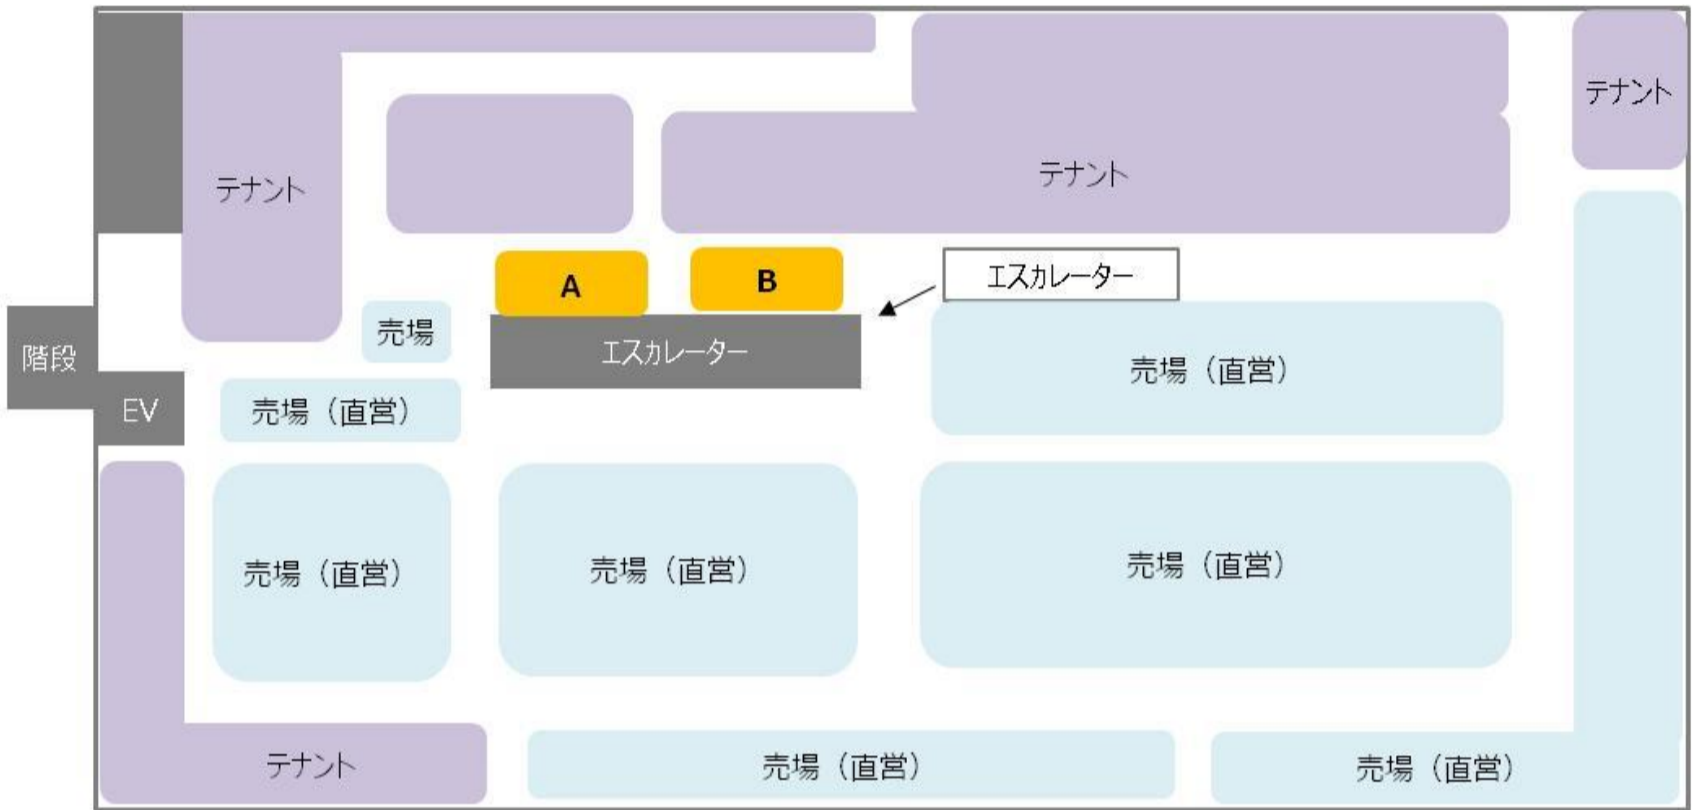 テナント
テナント
テナント
A
B
エスカレーター
売場
エスカレーター
階段
売場（直営）
EV
売場（直営）
売場（直営）
売場（直営）
売場（直営）
テナント
売場（直営）
売場（直営）